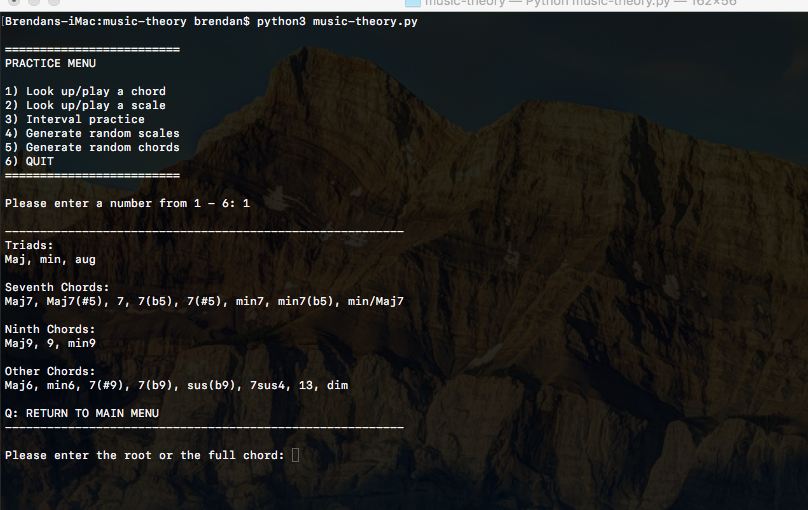 music-theory — Python music-theory.py — 162×56
[Brendans-iMac:music-theory brendan$ python3 music-theory.py
=========================
PRACTICE MENU
1) Look up/play a chord
2) Look up/play a scale
3) Interval practice
4) Generate random scales
5) Generate random chords
6) QUIT
=========================
Please enter a number from 1 - 6: 1
---------------------------------------------------------
Triads:
Maj, min, aug
Seventh Chords:
Maj7, Maj7(#5), 7, 7(b5), 7(#5), min7, min7(b5), min/Maj7
Ninth Chords:
Maj9, 9, min9
Other Chords:
Maj6, min6, 7(#9), 7(b9), sus(b9), 7sus4, 13, dim
Q: RETURN TO MAIN MENU
---------------------------------------------------------
Please enter the root or the full chord: